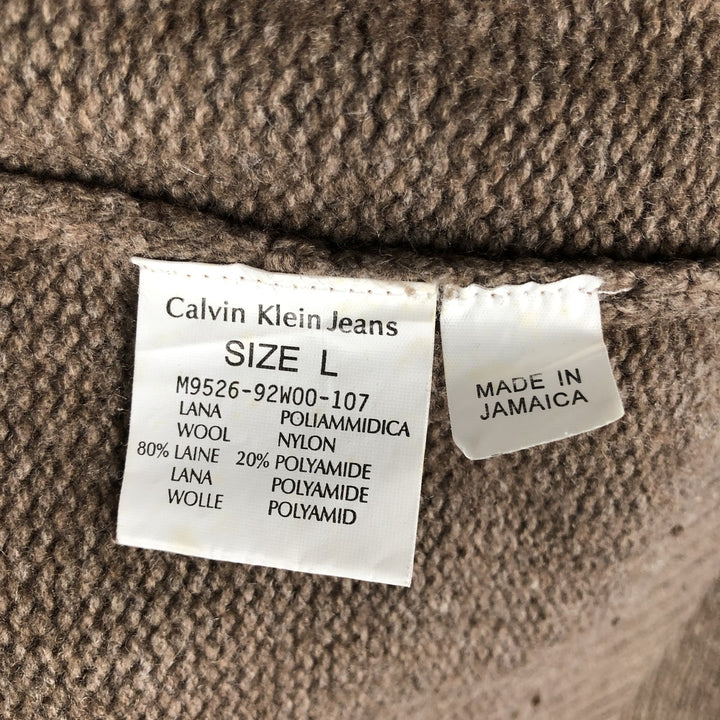 Calvin Klein Jeans
SIZE L
M9526-92W00-107
LANA POLIAMMIDICA
WOOL NYLON
80% LAINE 20% POLYAMIDE
LANA POLYAMIDE
WOLLE POLYAMID
MADE IN
JAMAICA